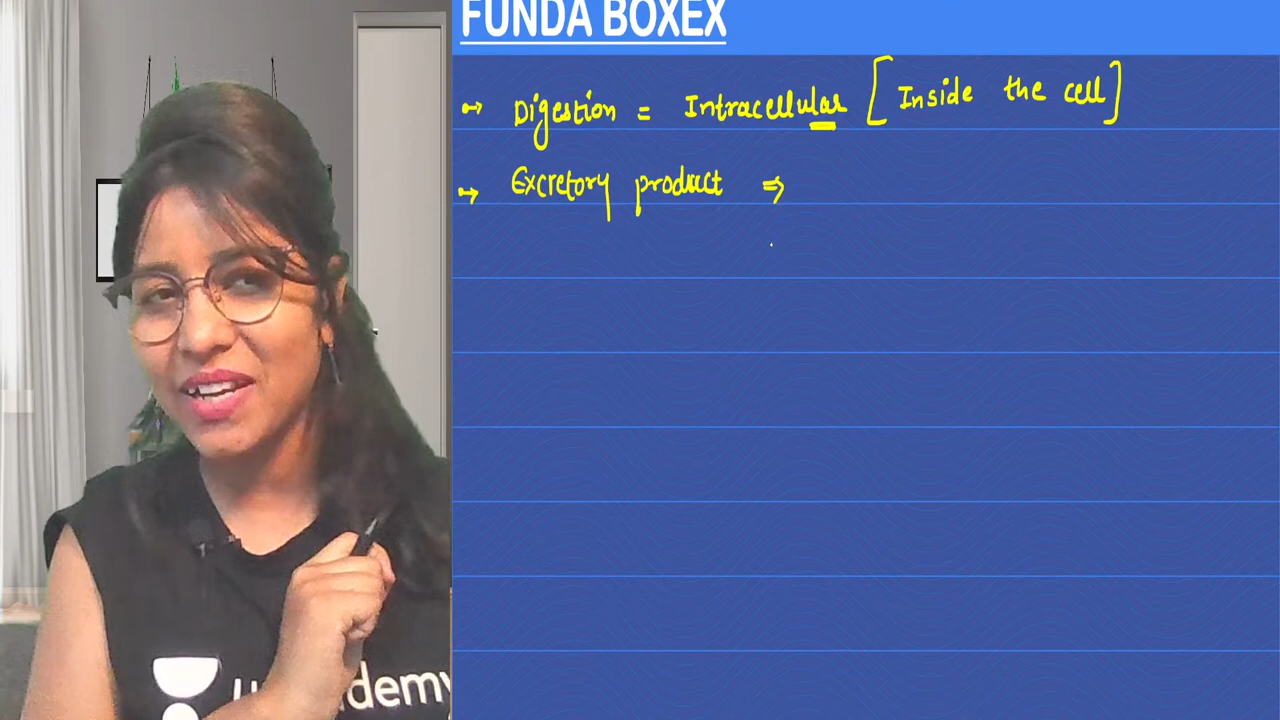 FUNDA BOXEX
→ Digestion = Intracellular [Inside the cell]
→ Excretory product ⇒